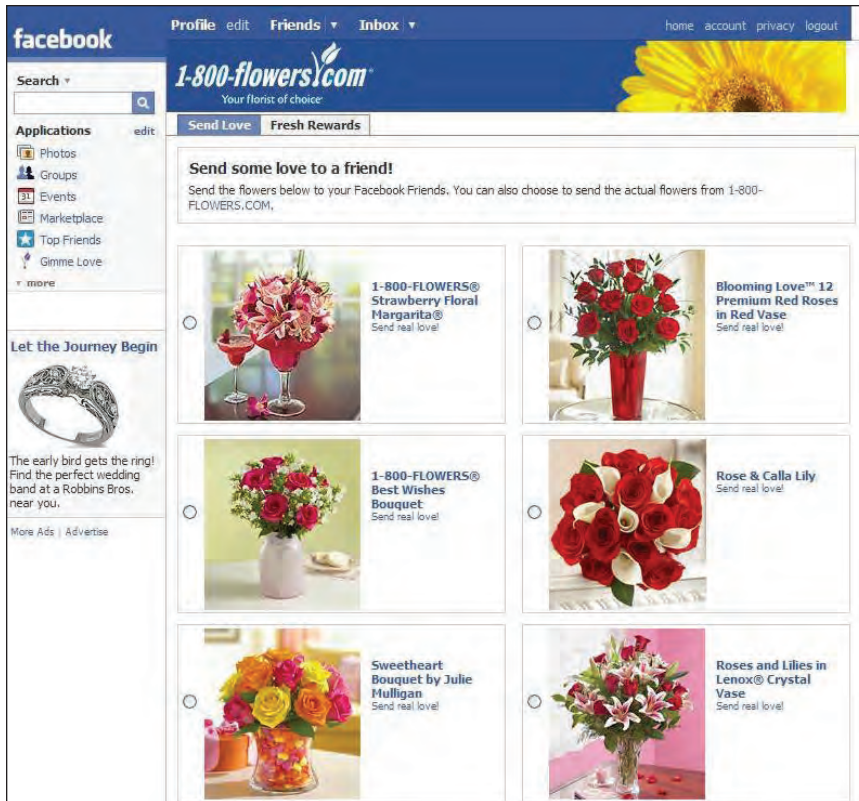 facebook
Profile edit Friends Inbox
home account privacy logout
Search
Applications edit
Photos
Groups
31 Events
Marketplace
Top Friends
Gimme Love
more
Let the Journey Begin
The early bird gets the ring!
Find the perfect wedding
band at a Robbins Bros.
near you.
More Ads | Advertise
1-800-flowers.com®
Your florist of choice®
Send Love Fresh Rewards
Send some love to a friend!
Send the flowers below to your Facebook Friends. You can also choose to send the actual flowers from 1-800-
FLOWERS.COM.
1-800-FLOWERS®
Strawberry Floral
Margarita®
Send real love!
Blooming Love™ 12
Premium Red Roses
in Red Vase
Send real love!
1-800-FLOWERS®
Best Wishes
Bouquet
Send real love!
Rose & Calla Lily
Send real love!
Sweetheart
Bouquet by Julie
Mulligan
Send real love!
Roses and Lilies in
Lenox® Crystal
Vase
Send real love!